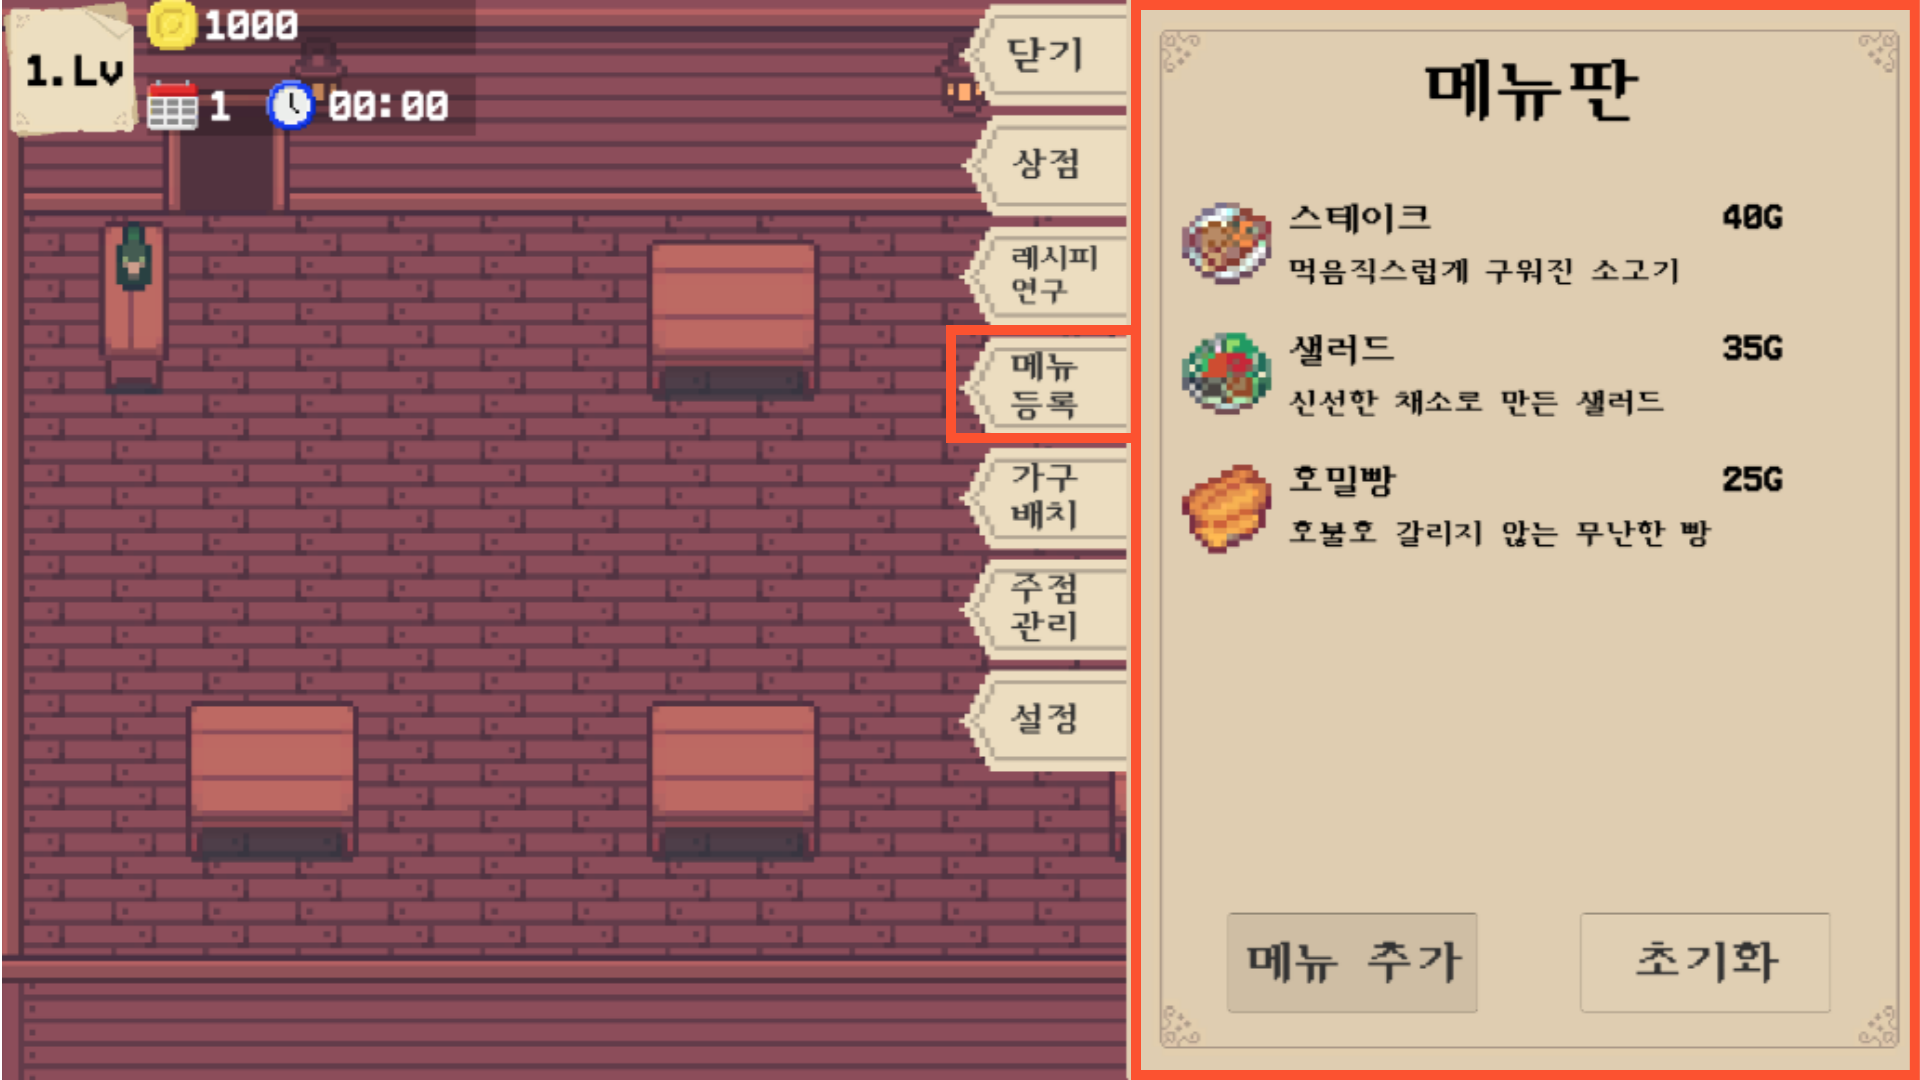 1.Lv
1000
1
00:00
닫기
상점
레시피
연구
메뉴
등록
가구
배치
주점
관리
설정
메뉴판
스테이크 40G
먹음직스럽게 구워진 소고기
샐러드 35G
신선한 채소로 만든 샐러드
호밀빵 25G
호불호 갈리지 않는 무난한 빵
메뉴 추가
초기화